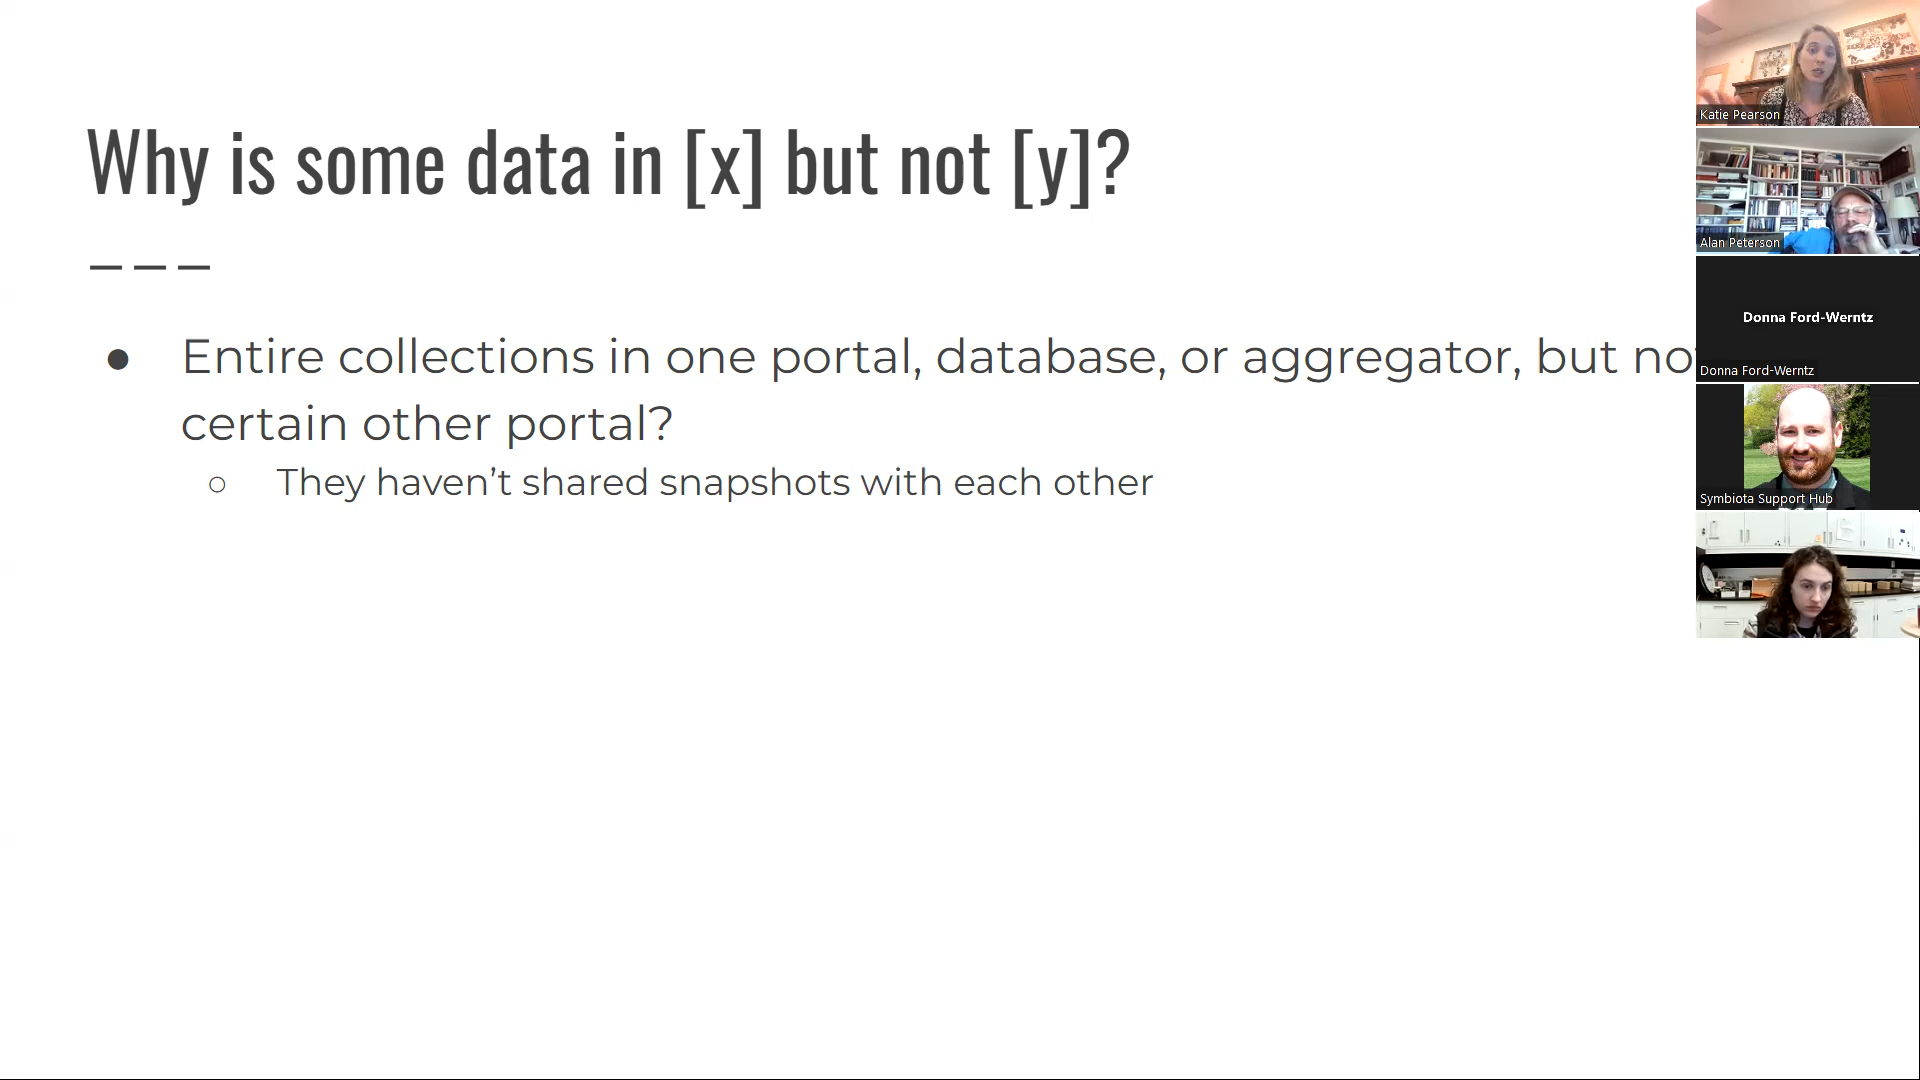 Why is some data in [x] but not [y]?
Entire collections in one portal, database, or aggregator, but no
certain other portal?
They haven’t shared snapshots with each other
Katie Pearson
Alan Peterson
Donna Ford-Werntz
Donna Ford-Werntz
Symbiota Support Hub